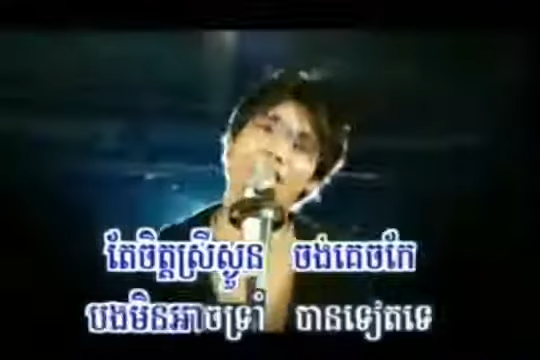 តែចិត្តស្រីស្ងួន ចង់គេចកែ
បងមិនអាចទ្រាំ បានទៀតទេ